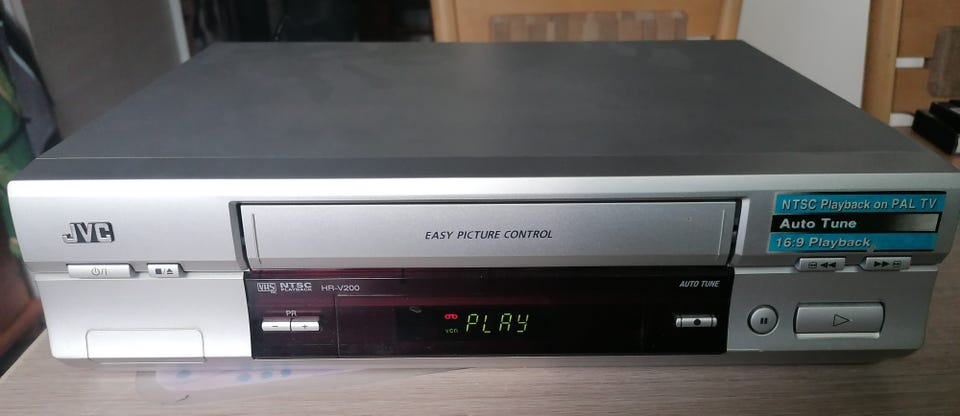 JVC
EASY PICTURE CONTROL
NTSC Playback on PAL TV
Auto Tune
16:9 Playback
VHS NTSC PLAYBACK HR-V200
AUTO TUNE
PR
- +
VCR PLAY